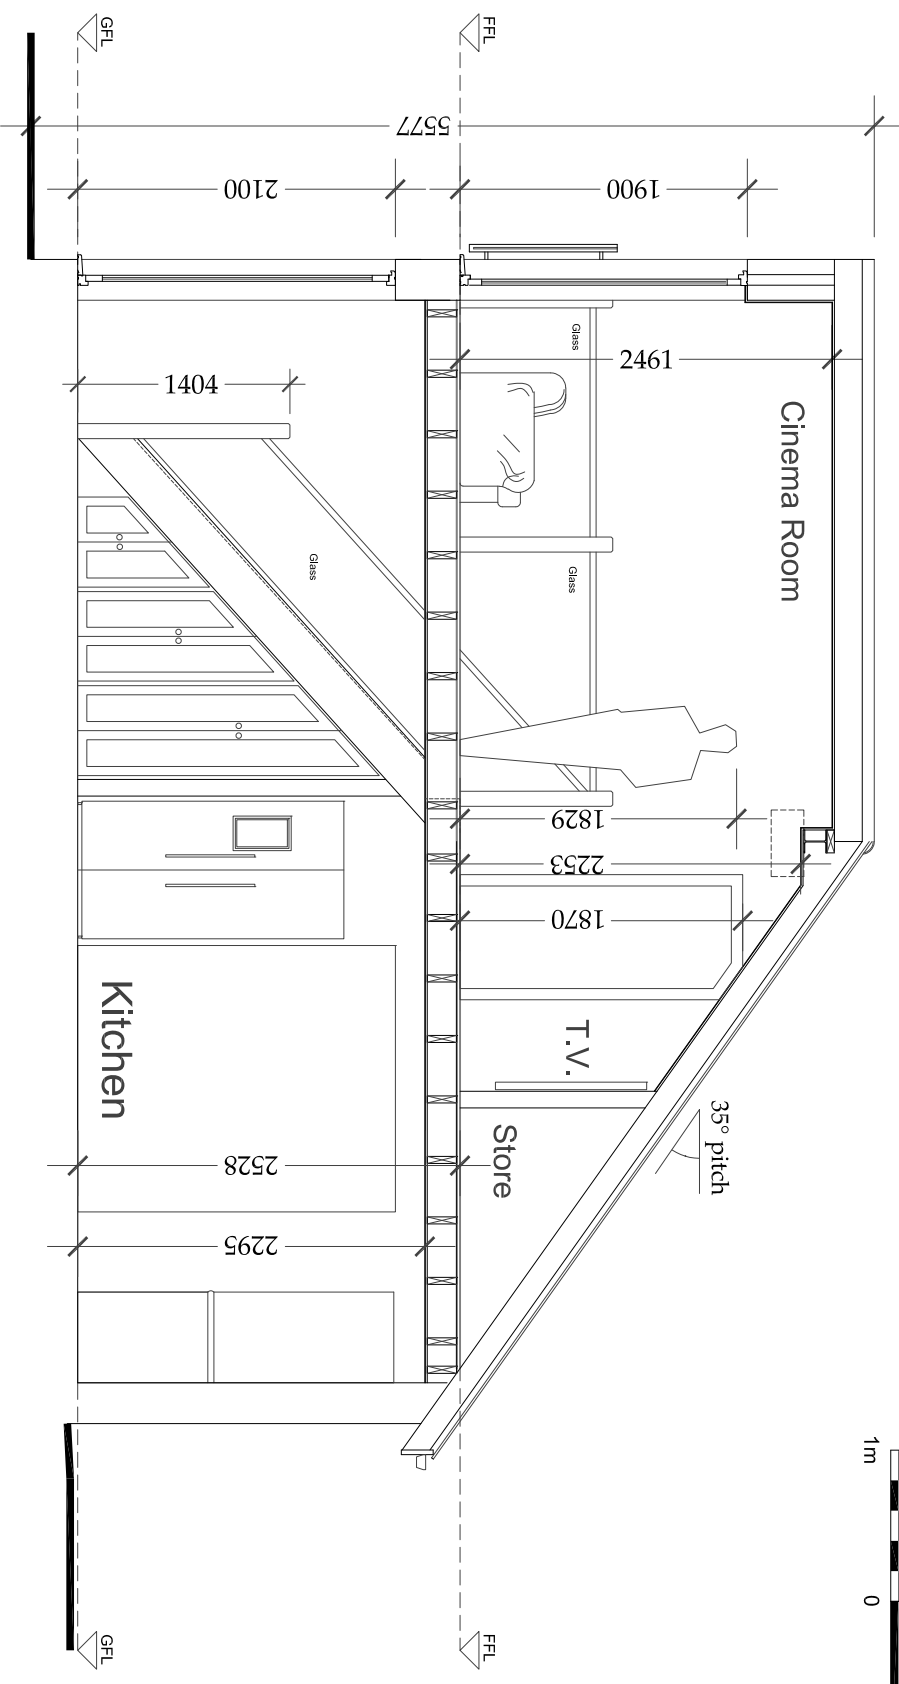 GFL
FFL
5577
2100
1900
Glass
2461
1404
Cinema Room
Glass
Glass
1829
2253
1870
Kitchen
T.V.
Store
35° pitch
2528
2295
1m
0
GFL
FFL